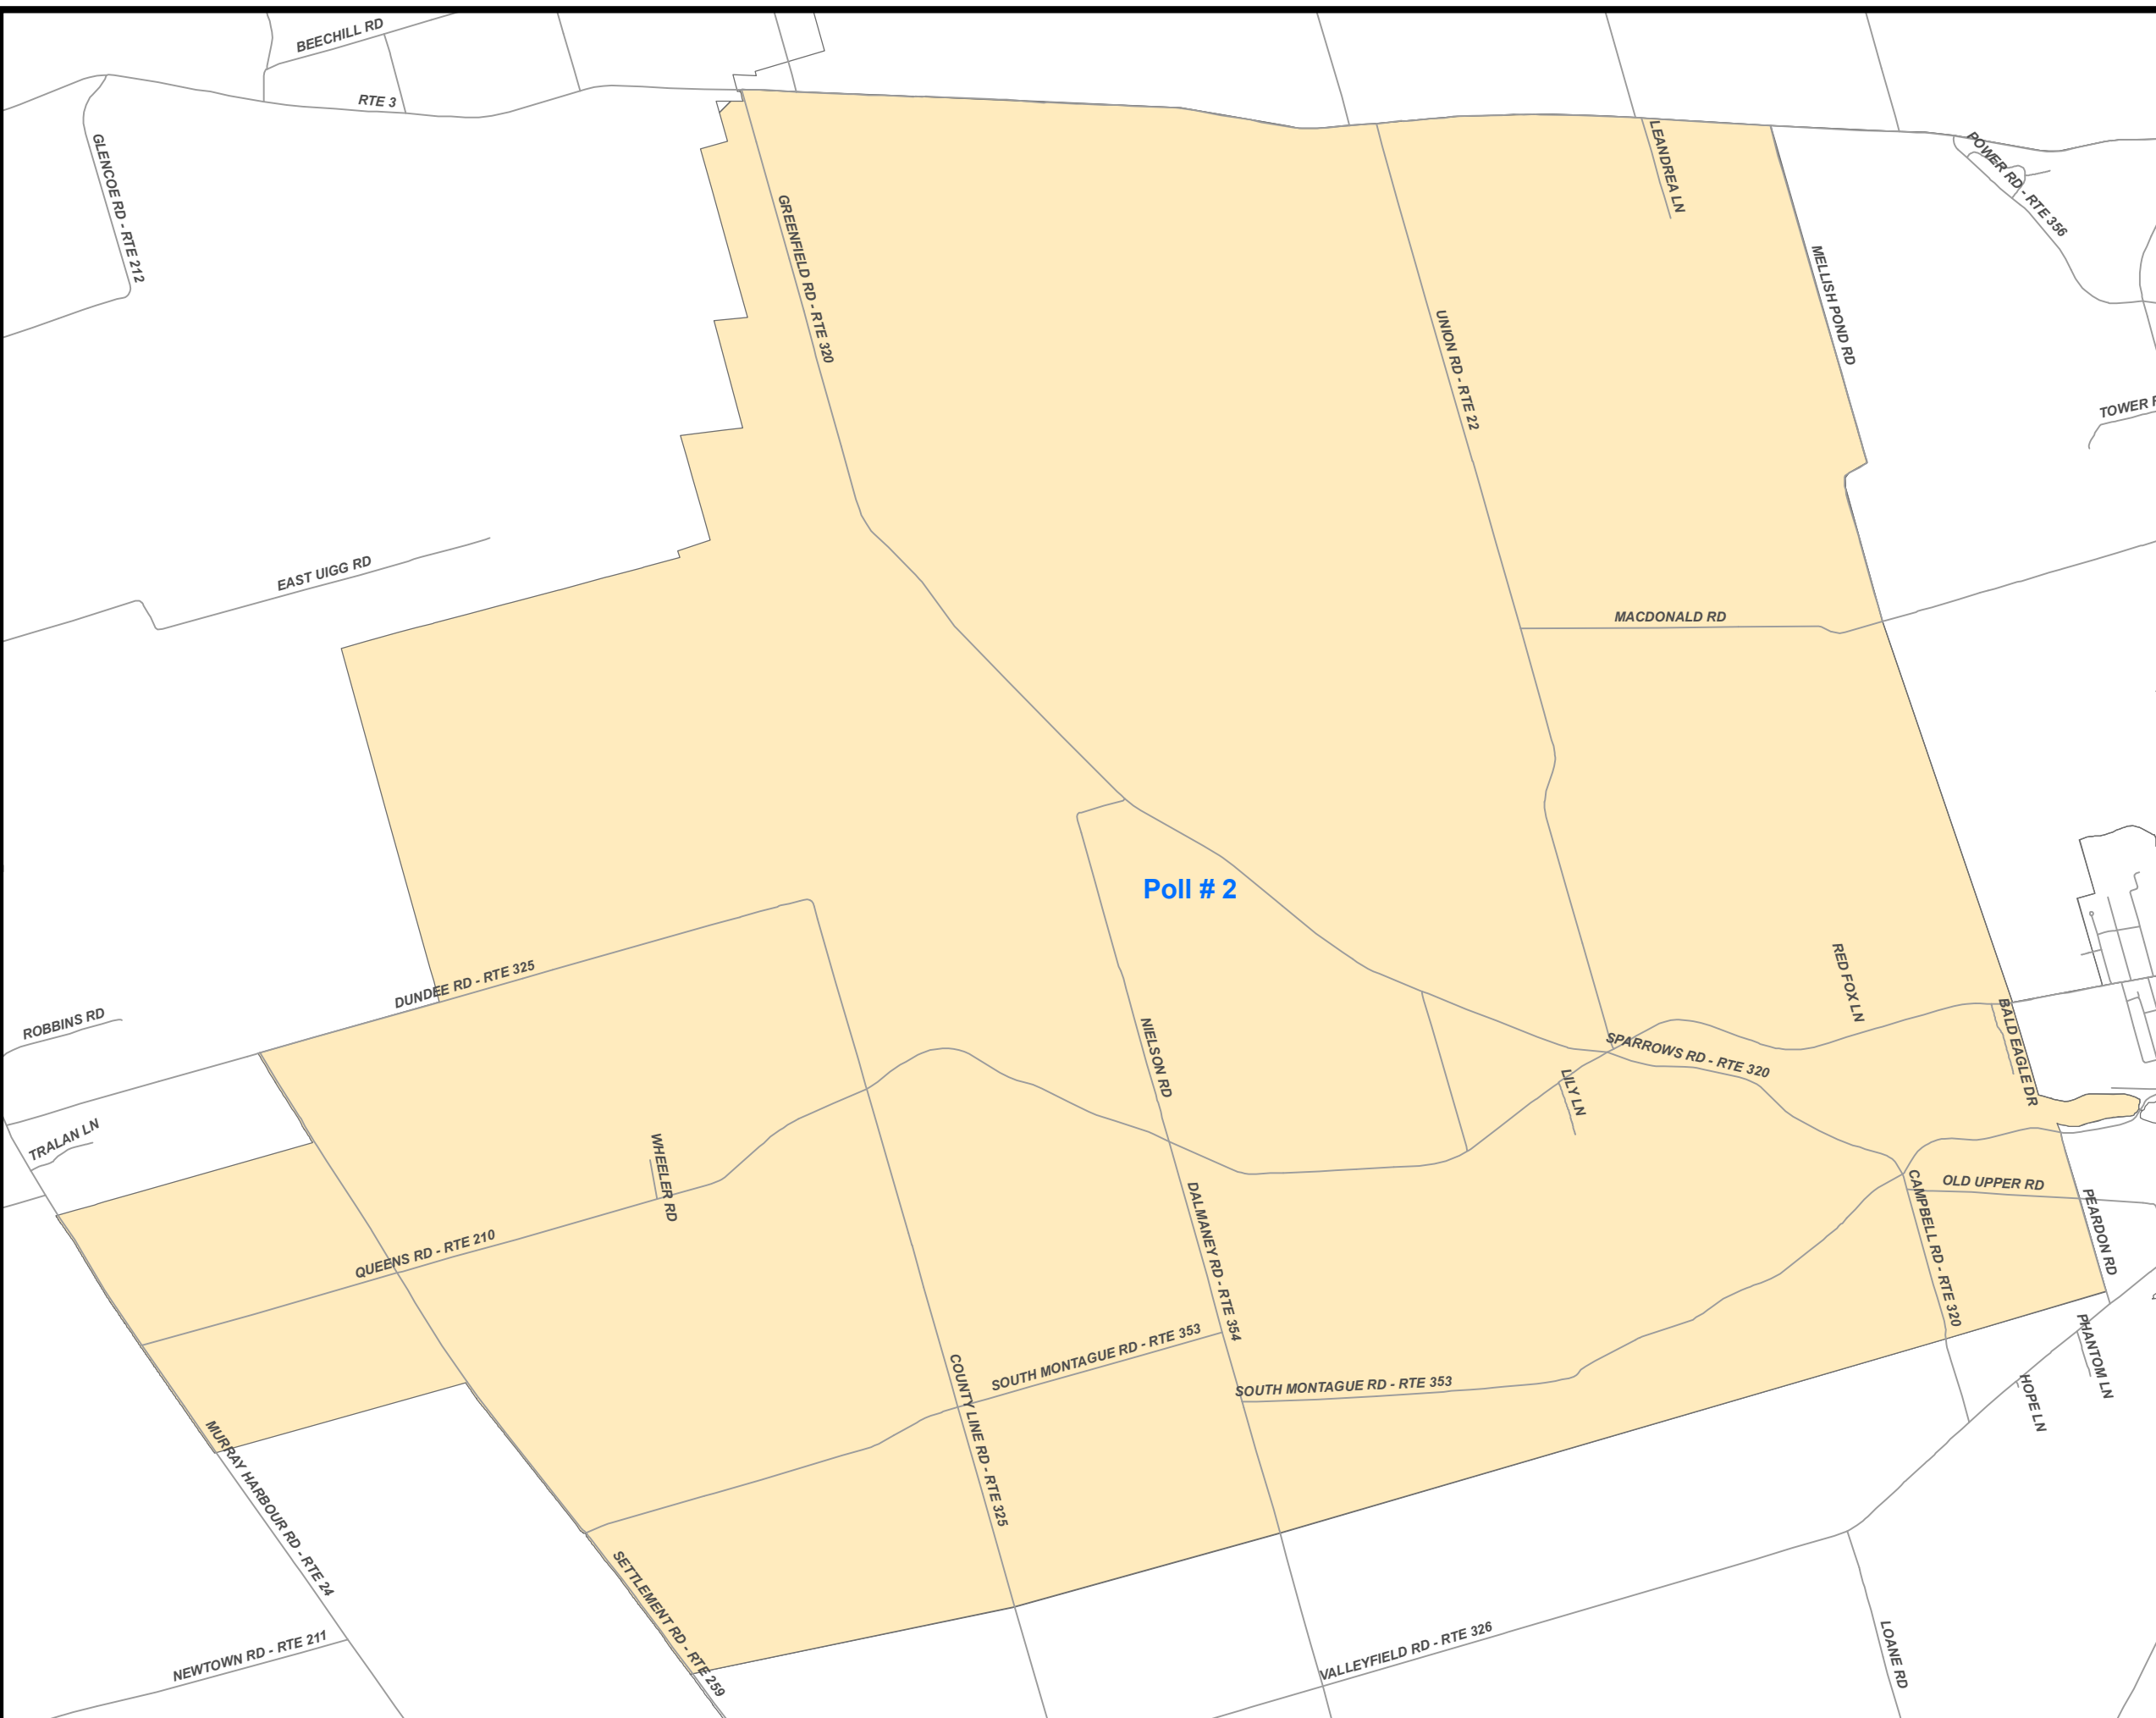 BEECHILL RD
RTE 3
GLENCOE RD - RTE 212
LEANDREA LN
POWER RD - RTE 356
GREENFIELD RD - RTE 320
MELLISH POND RD
UNION RD - RTE 22
TOWER
EAST UIGG RD
MACDONALD RD
Poll # 2
DUNDEE RD - RTE 325
RED FOX LN
ROBBINS RD
BALD EAGLE DR
NIELSON RD
SPARROWS RD - RTE 320
LILY LN
TRALAN LN
WHEELER RD
OLD UPPER RD
CAMPBELL RD - RTE 320
PEARDON RD
DALMANEY RD - RTE 354
QUEENS RD - RTE 210
SOUTH MONTAGUE RD - RTE 353
SOUTH MONTAGUE RD - RTE 353
COUNTY LINE RD - RTE 325
PHANTOM LN
HOPE LN
MURRAY HARBOUR RD - RTE 24
SETTLEMENT RD - RTE 259
NEWTOWN RD - RTE 211
VALLEYFIELD RD - RTE 326
LOANE RD